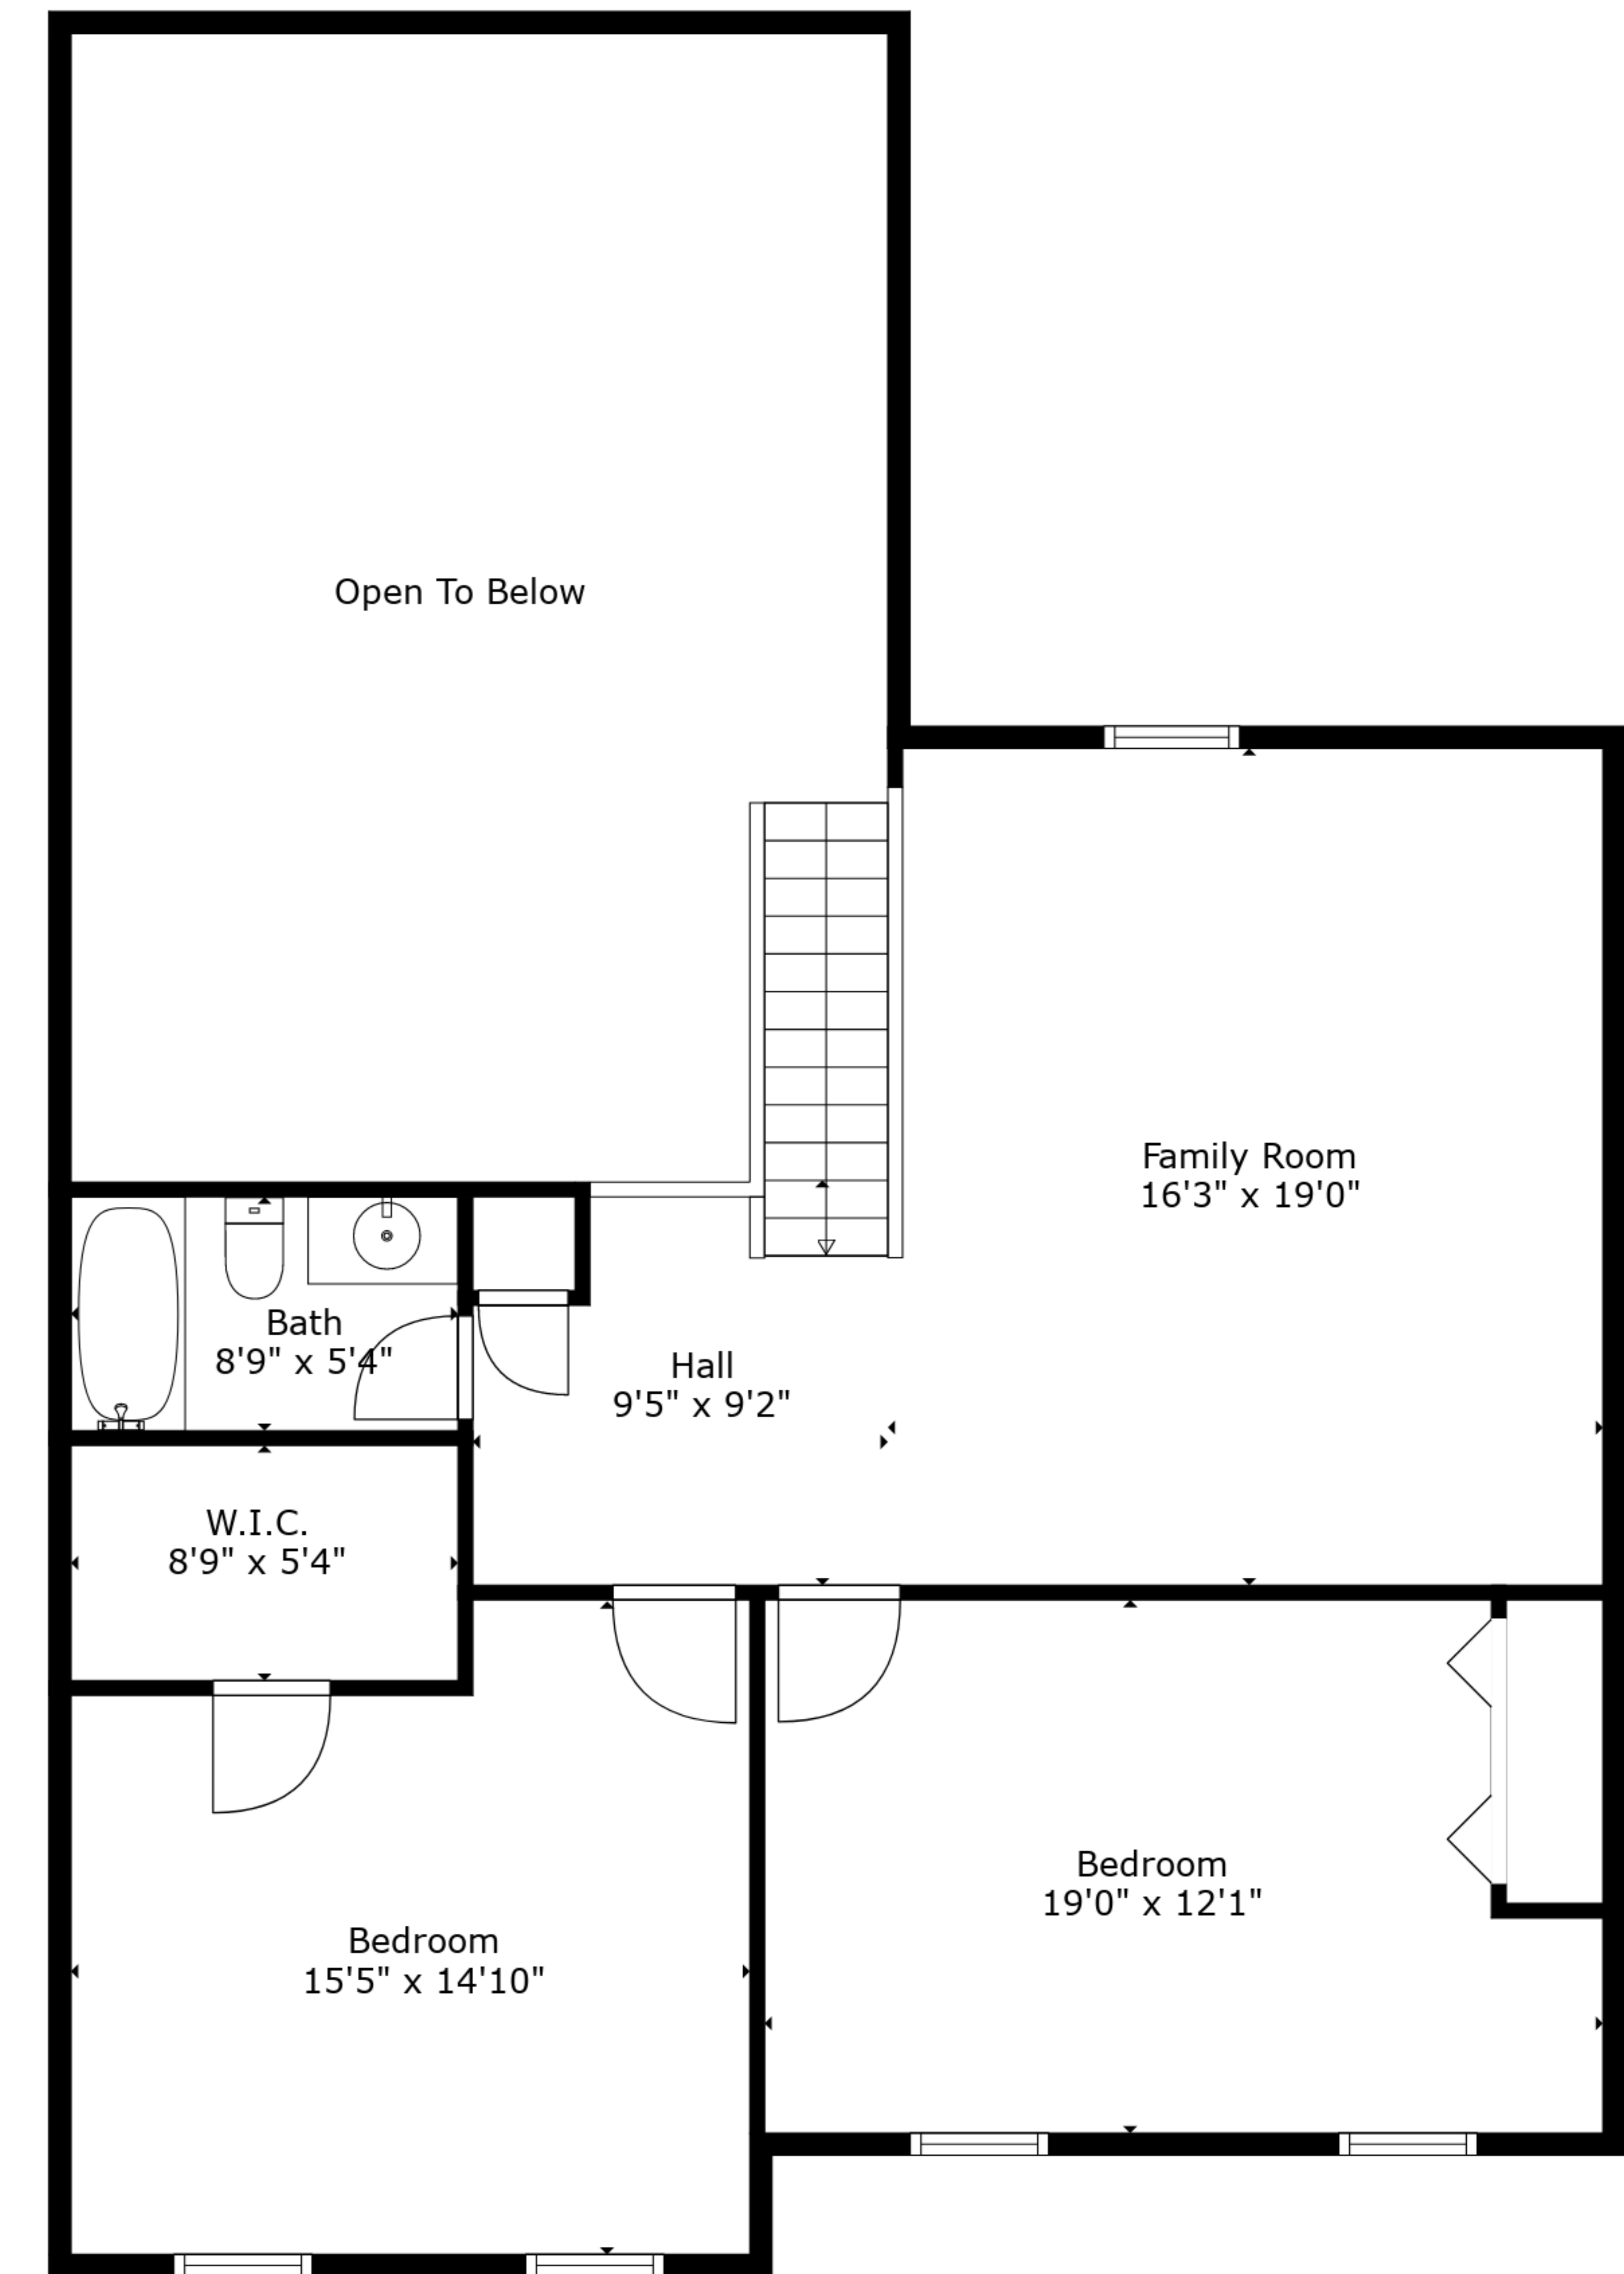 Open To Below
Family Room
16'3" x 19'0"
Bath
8'9" x 5'4"
Hall
9'5" x 9'2"
W.I.C.
8'9" x 5'4"
Bedroom
19'0" x 12'1"
Bedroom
15'5" x 14'10"